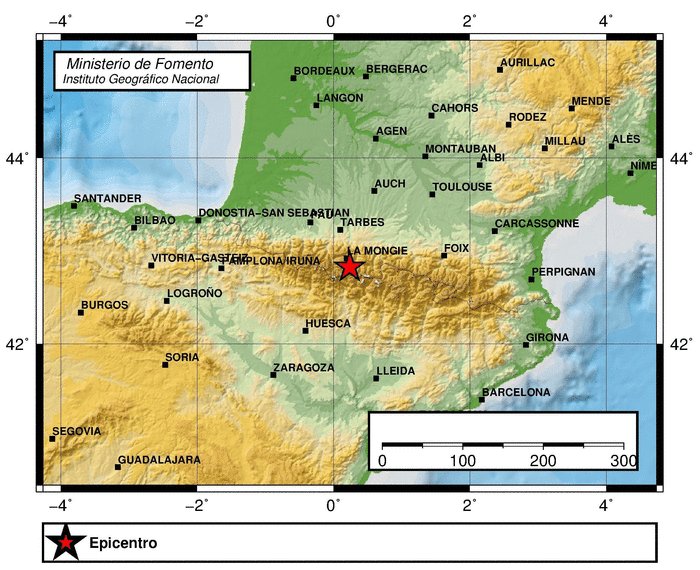 −4° −2° 0° 2° 4°
Ministerio de Fomento
Instituto Geográfico Nacional
AURILLAC
BORDEAUX
BERGERAC
LANGON
MENDE
CAHORS
RODEZ
AGEN
ALÈS
MILLAU
MONTAUBAN
44° 44°
ALBI
NÎME
AUCH
TOULOUSE
SANTANDER
DONOSTIA−SAN SEBASTIAN
PAU
BILBAO
TARBES
CARCASSONNE
LA MONGIE
FOIX
VITORIA−GASTEIZ
PAMPLONA/IRUÑA
PERPIGNAN
LOGROÑO
BURGOS
HUESCA
42° 42°
GIRONA
SORIA
ZARAGOZA
LLEIDA
BARCELONA
SEGOVIA
GUADALAJARA
0 100 200 300
−4° −2° 0° 2° 4°
Epicentro